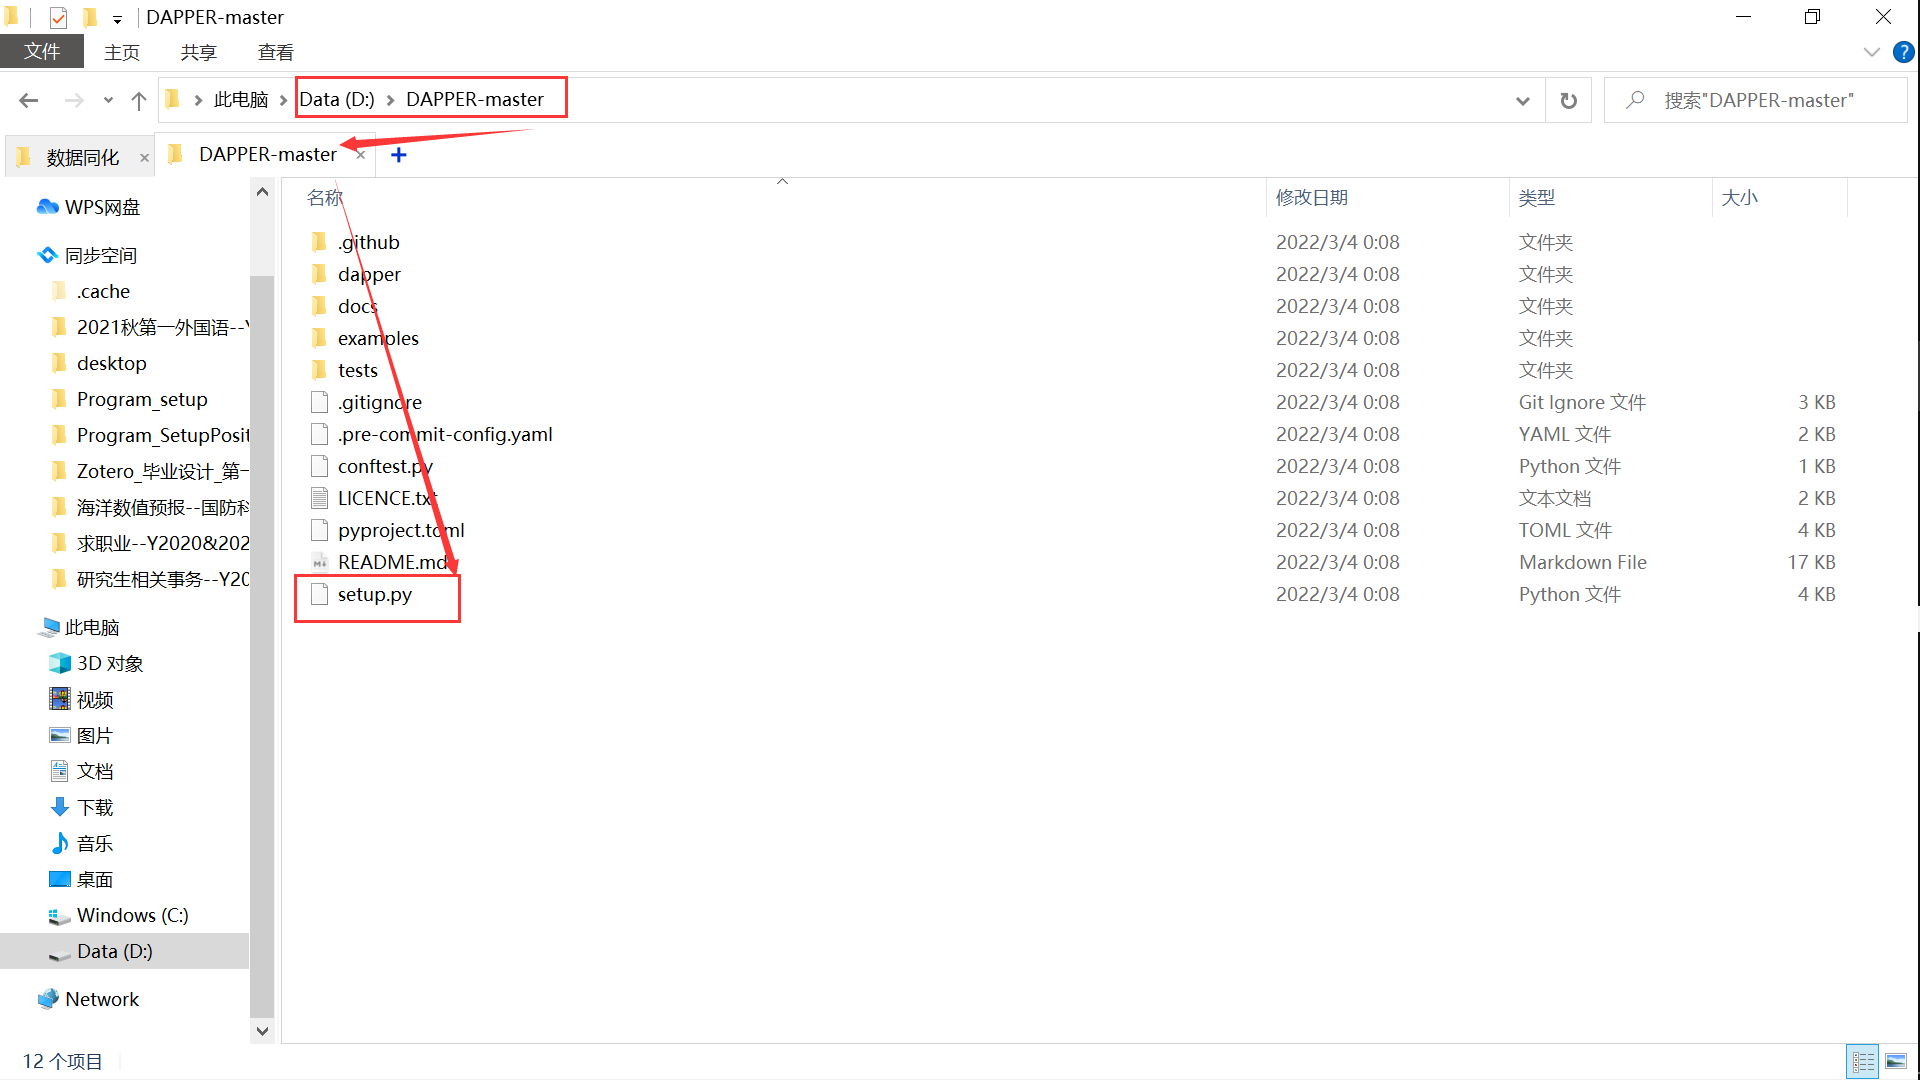 DAPPER-master
文件 主页 共享 查看
此电脑 Data (D:) DAPPER-master 搜索"DAPPER-master"
数据同化 DAPPER-master
WPS网盘
同步空间
.cache
2021秋第一外国语--Y
desktop
Program_setup
Program_SetupPosit
Zotero_毕业设计_第一
海洋数值预报--国防科
求职业--Y2020&202
研究生相关事务--Y20
此电脑
3D 对象
视频
图片
文档
下载
音乐
桌面
Windows (C:)
Data (D:)
Network
名称 修改日期 类型 大小
.github 2022/3/4 0:08 文件夹
dapper 2022/3/4 0:08 文件夹
docs 2022/3/4 0:08 文件夹
examples 2022/3/4 0:08 文件夹
tests 2022/3/4 0:08 文件夹
.gitignore 2022/3/4 0:08 Git Ignore 文件 3 KB
.pre-commit-config.yaml 2022/3/4 0:08 YAML 文件 2 KB
conftest.py 2022/3/4 0:08 Python 文件 1 KB
LICENCE.txt 2022/3/4 0:08 文本文档 2 KB
pyproject.toml 2022/3/4 0:08 TOML 文件 4 KB
README.md 2022/3/4 0:08 Markdown File 17 KB
setup.py 2022/3/4 0:08 Python 文件 4 KB
12 个项目